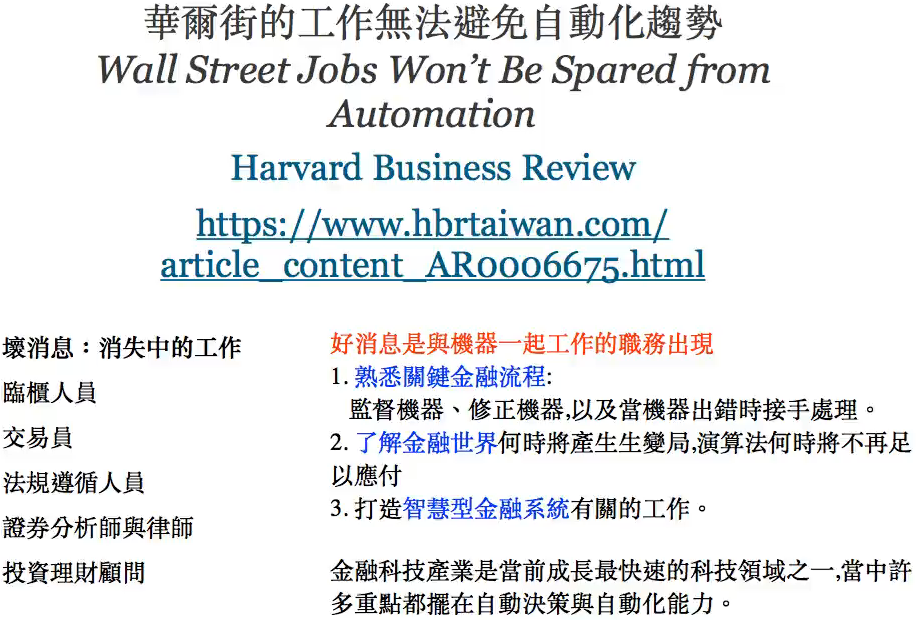 華爾街的工作無法避免自動化趨勢
Wall Street Jobs Won't Be Spared from
Automation
Harvard Business Review
https://www.hbrtaiwan.com/
article_content_AR0006675.html
壞消息：消失中的工作
臨櫃人員
交易員
法規遵循人員
證券分析師與律師
投資理財顧問
好消息是與機器一起工作的職務出現
1. 熟悉關鍵金融流程:
監督機器、修正機器,以及當機器出錯時接手處理。
2. 了解金融世界何時將產生生變局,演算法何時將不再足
以應付
3. 打造智慧型金融系統有關的工作。
金融科技產業是當前成長最快速的科技領域之一,當中許
多重點都擺在自動決策與自動化能力。